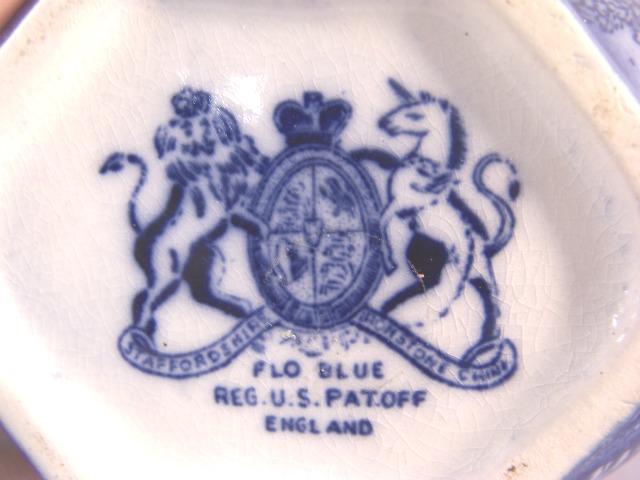 STAFFORDSHIRE IRONSTONE CHINA
FLO BLUE
REG. U.S. PAT.OFF
ENGLAND